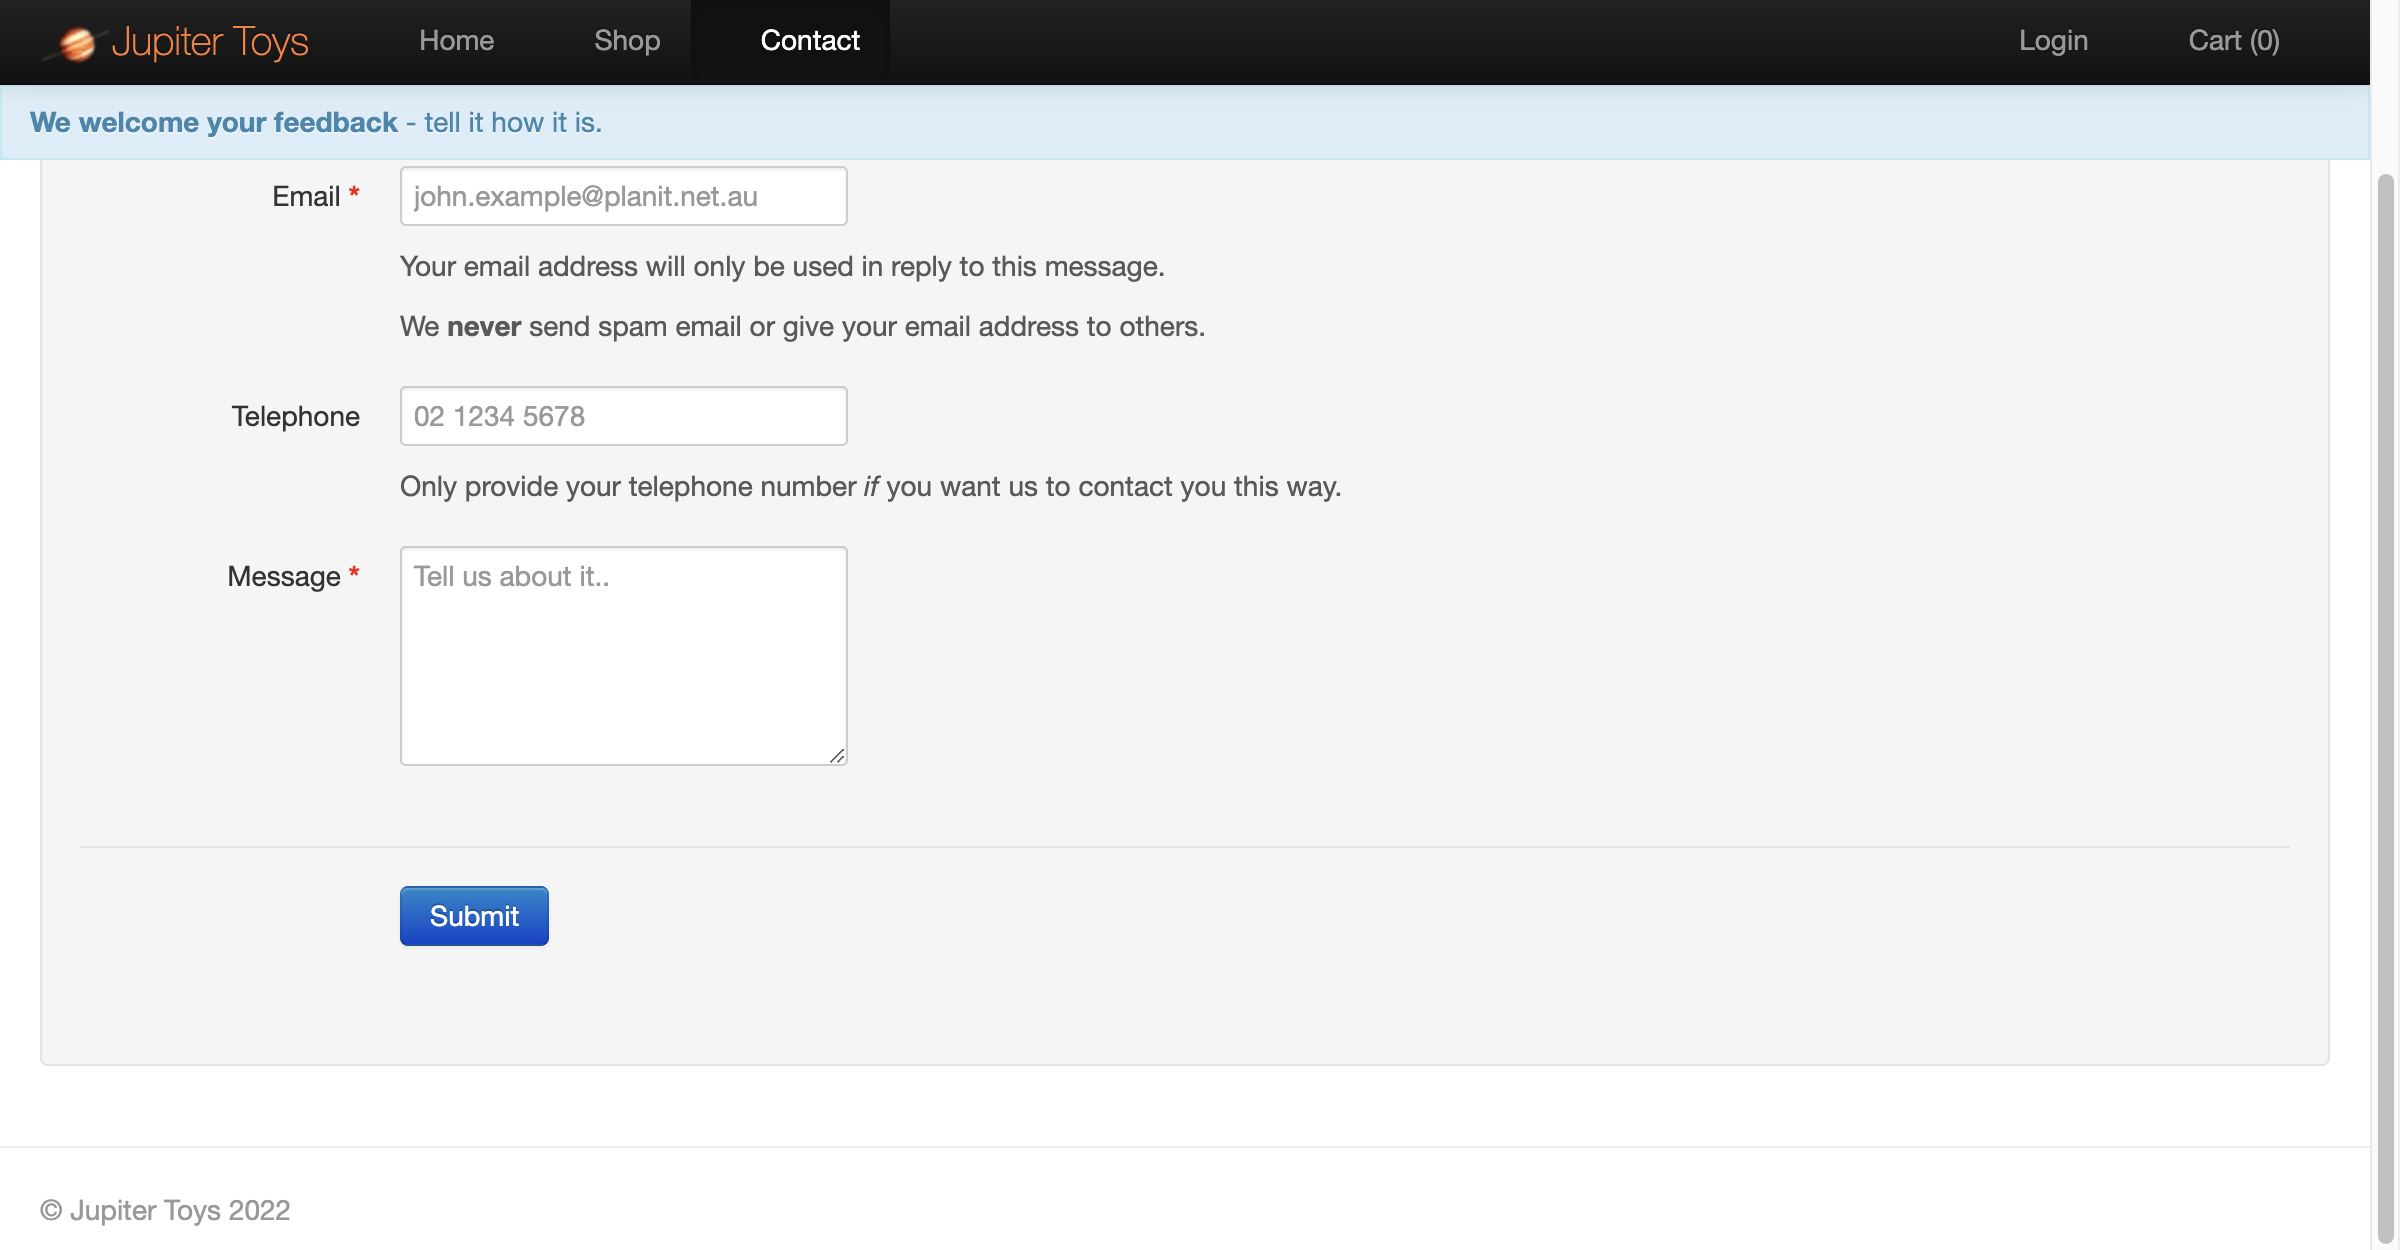 Jupiter Toys Home Shop Contact Login Cart (0)
We welcome your feedback - tell it how it is.
Email * john.example@planit.net.au
Your email address will only be used in reply to this message.
We never send spam email or give your email address to others.
Telephone 02 1234 5678
Only provide your telephone number if you want us to contact you this way.
Message * Tell us about it..
Submit
© Jupiter Toys 2022